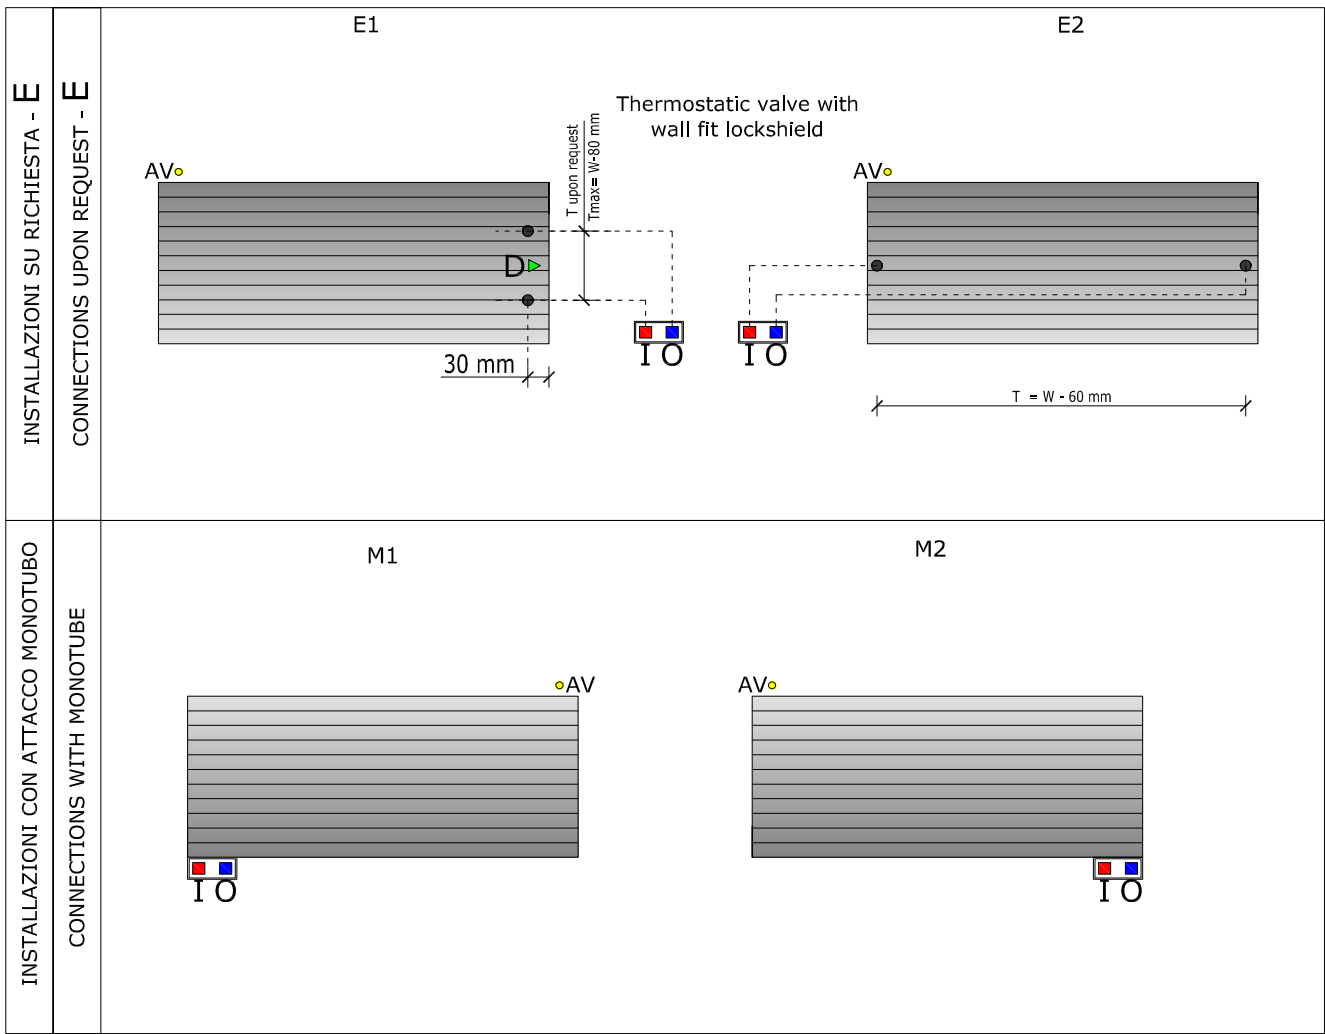 INSTALLAZIONI SU RICHIESTA - E
CONNECTIONS UPON REQUEST - E
E1
E2
Thermostatic valve with
wall fit lockshield
T upon request
Tmax= W-80 mm
AV
D
30 mm
I O
AV
I O
T = W - 60 mm
INSTALLAZIONI CON ATTACCO MONOTUBO
CONNECTIONS WITH MONOTUBE
M1
M2
AV
I O
AV
I O